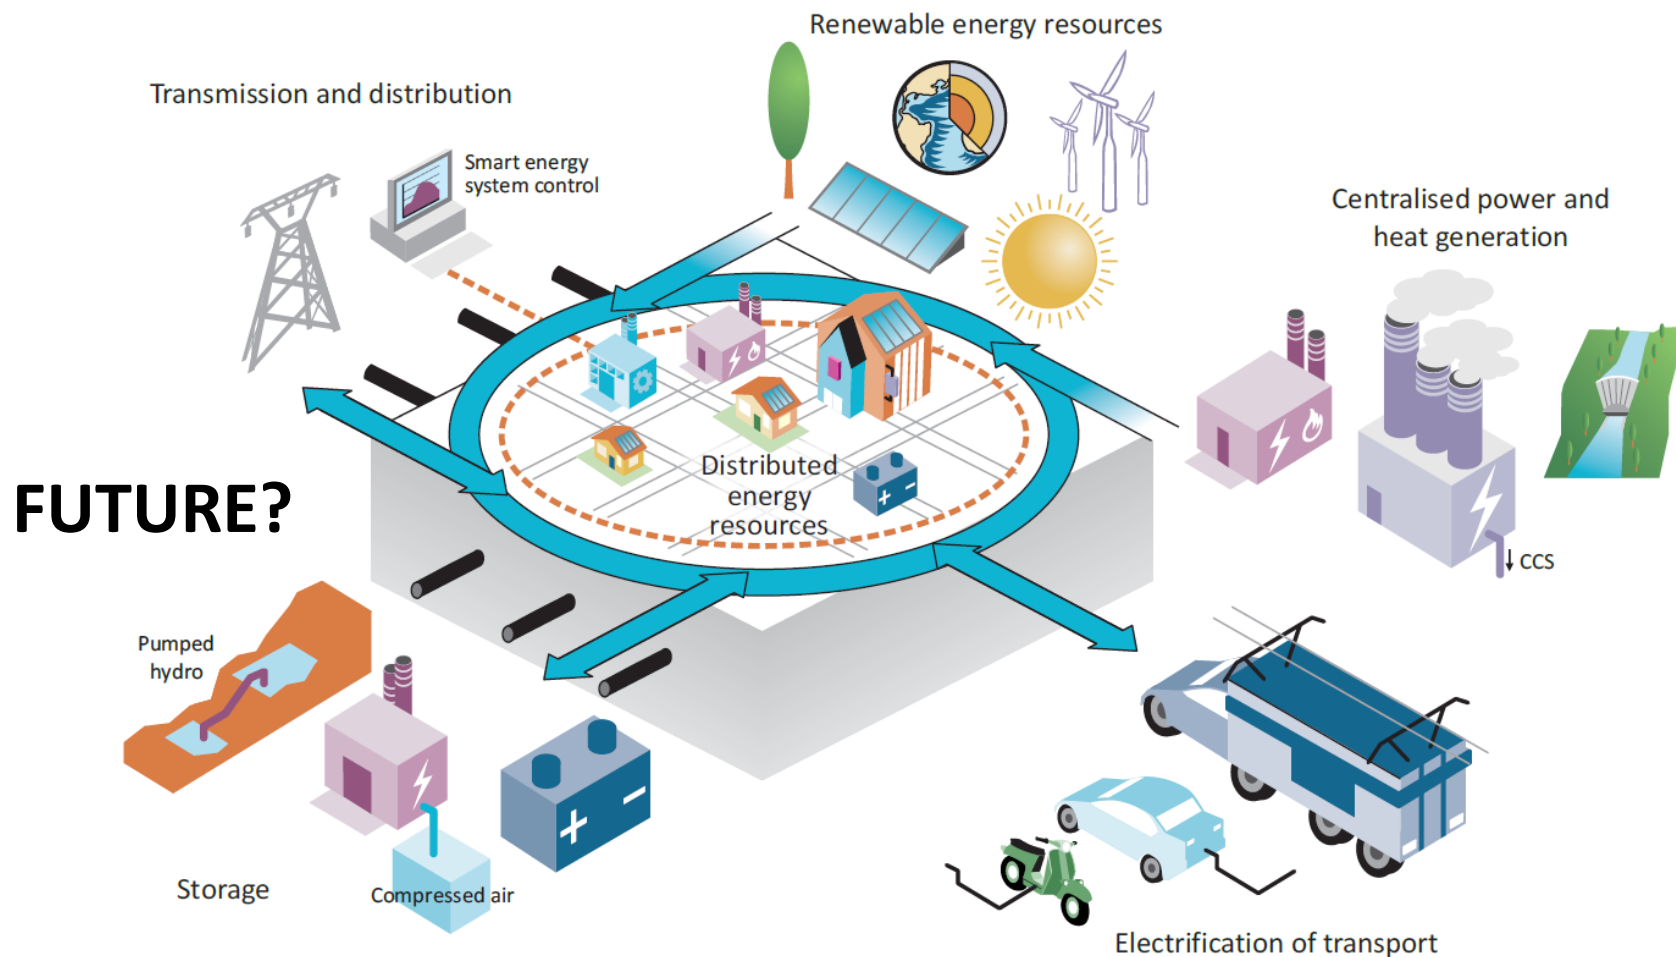 Renewable energy resources
Transmission and distribution
Smart energy
system control
Centralised power and
heat generation
Distributed
energy
resources
+ -
FUTURE?
CCS
Pumped
hydro
+ -
Storage
Compressed air
Electrification of transport